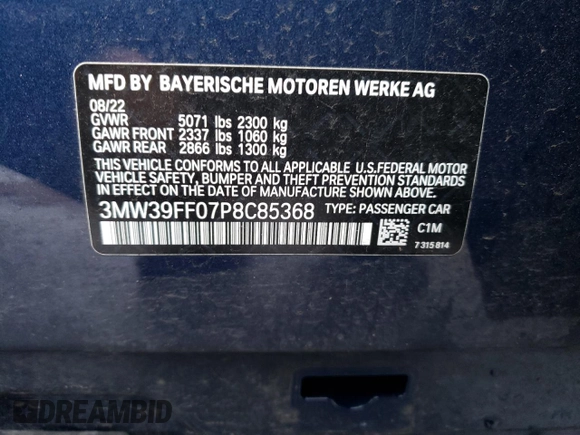 MFD BY BAYERISCHE MOTOREN WERKE AG
08/22
GVWR 5071 lbs 2300 kg
GAWR FRONT 2337 lbs 1060 kg
GAWR REAR 2866 lbs 1300 kg
THIS VEHICLE CONFORMS TO ALL APPLICABLE U.S.FEDERAL MOTOR
VEHICLE SAFETY, BUMPER AND THEFT PREVENTION STANDARDS
IN EFFECT ON THE DATE OF MANUFACTURE SHOWN ABOVE.
3MW39FF07P8C85368 TYPE: PASSENGER CAR
C1M
7 315 814
DREAMBID